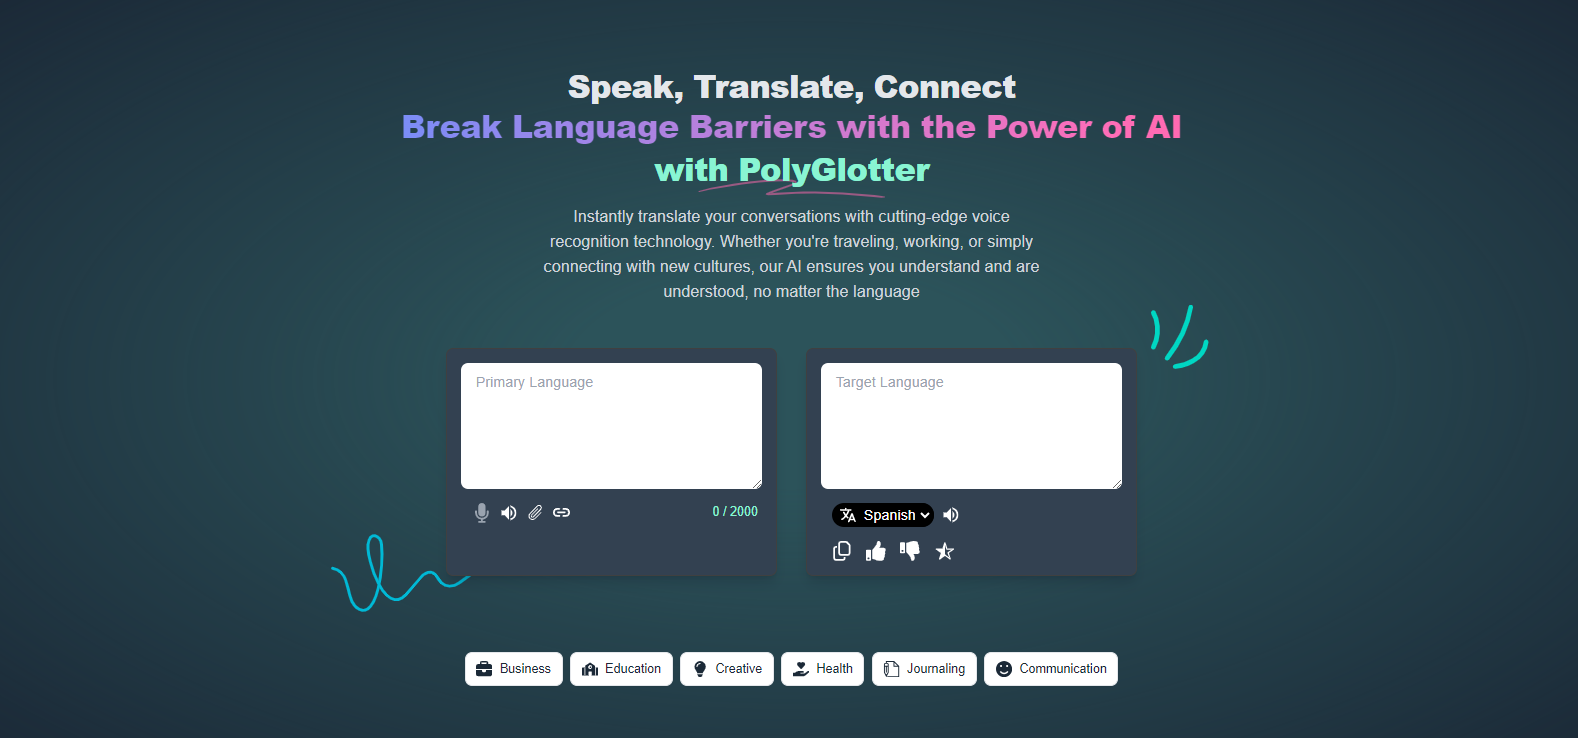 Speak, Translate, Connect
Break Language Barriers with the Power of AI
with PolyGlotter
Instantly translate your conversations with cutting-edge voice
recognition technology. Whether you're traveling, working, or simply
connecting with new cultures, our AI ensures you understand and are
understood, no matter the language
Primary Language
0 / 2000
Target Language
Spanish
Business
Education
Creative
Health
Journaling
Communication